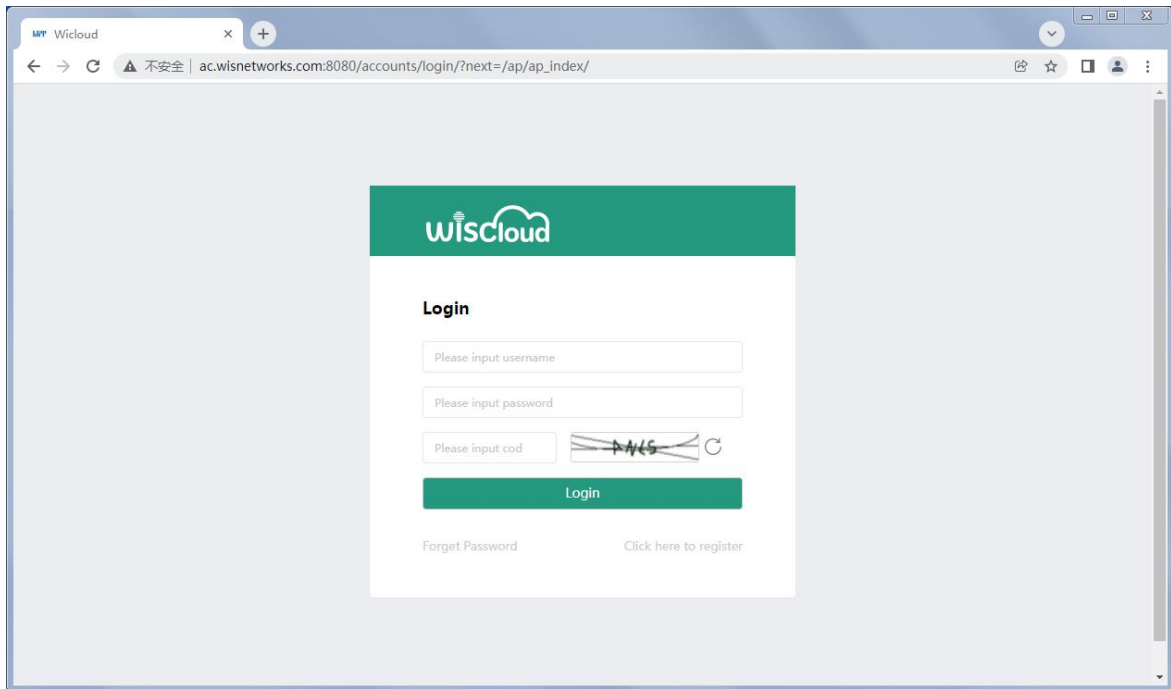 Wicloud
不安全 ac.wisnetworks.com:8080/accounts/login/?next=/ap/ap_index/
wiscloud
Login
Please input username
Please input password
Please input cod
Login
Forget Password Click here to register